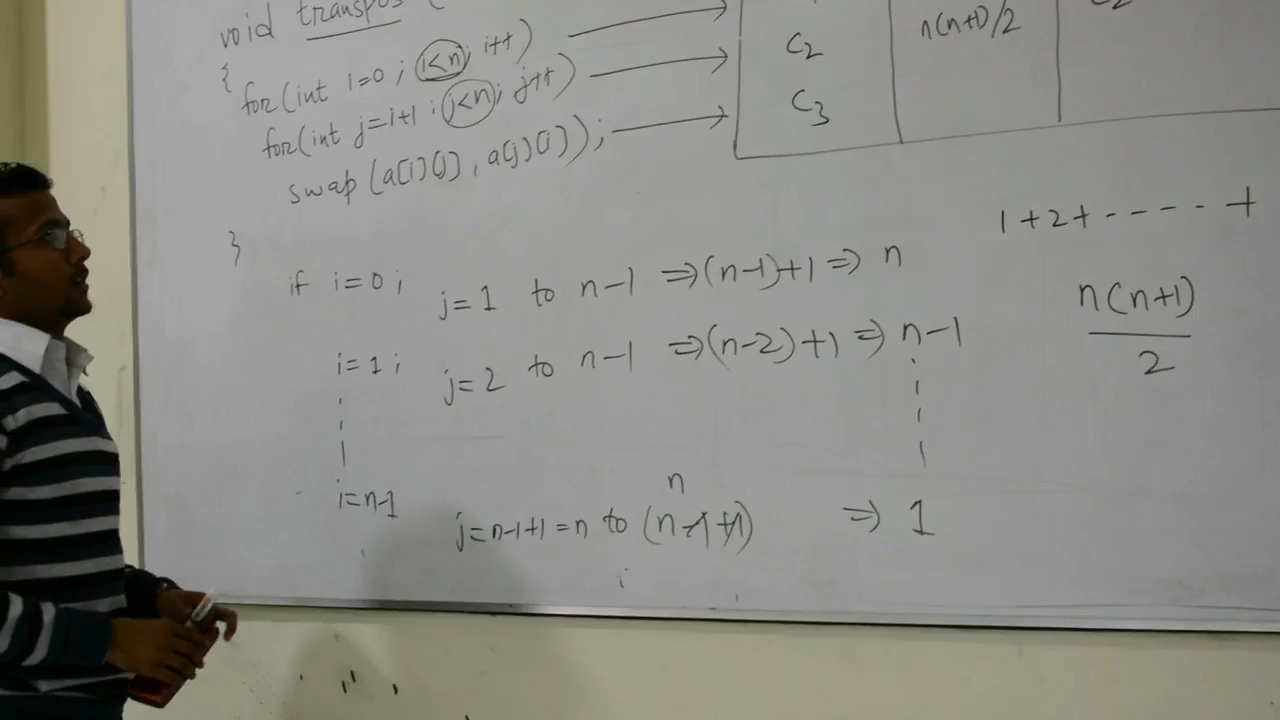 void transpos (
{
for(int i=0 ; i<n; i++)
for(int j=i+1 ; j<n; j++)
swap (a[i][j], a[j][i]);
}
C2
C3
n(n+1)/2
C2
if i=0 ; j=1 to n-1 ⇒(n-1)+1⇒ n
i=1 ; j=2 to n-1 ⇒(n-2)+1⇒ n-1
i=n-1 j=n-1+1=n to (n-1+1) ⇒ 1
n
1+2+-----+
n(n+1)
2